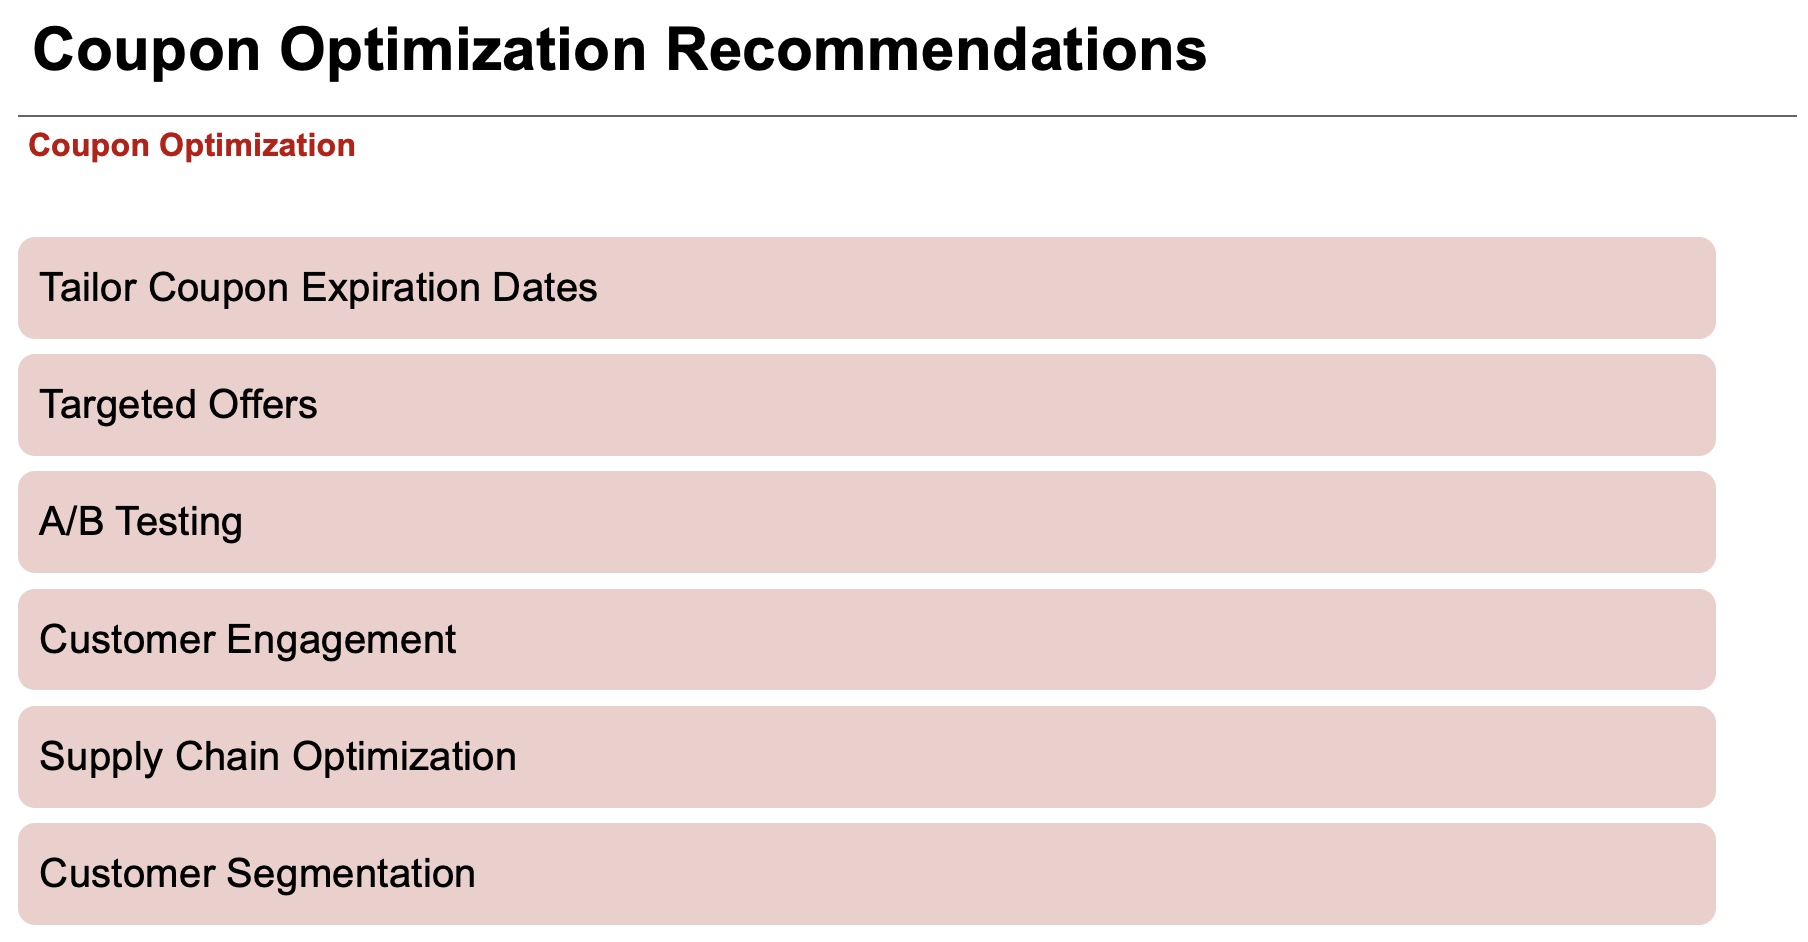 Coupon Optimization Recommendations
Coupon Optimization
Tailor Coupon Expiration Dates
Targeted Offers
A/B Testing
Customer Engagement
Supply Chain Optimization
Customer Segmentation